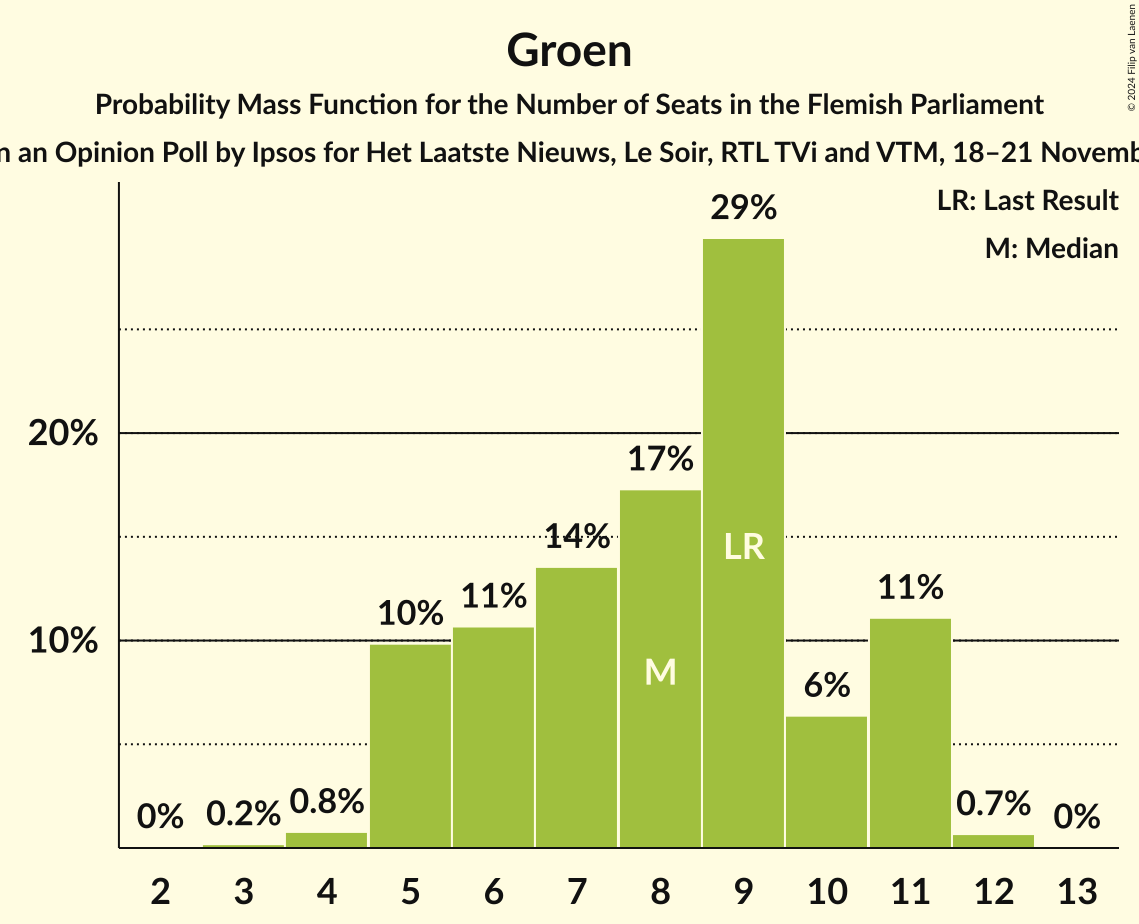 Groen
Probability Mass Function for the Number of Seats in the Flemish Parliament
an Opinion Poll by Ipsos for Het Laatste Nieuws, Le Soir, RTL TVi and VTM, 18–21
© 2024 Filip van Laenen
LR: Last Result
M: Median
29%
20%
17%
14%
LR
11%
11%
10%
10%
M
6%
0.8%
0.7%
0.2%
0%
0%
2 3 4 5 6 7 8 9 10 11 12 13